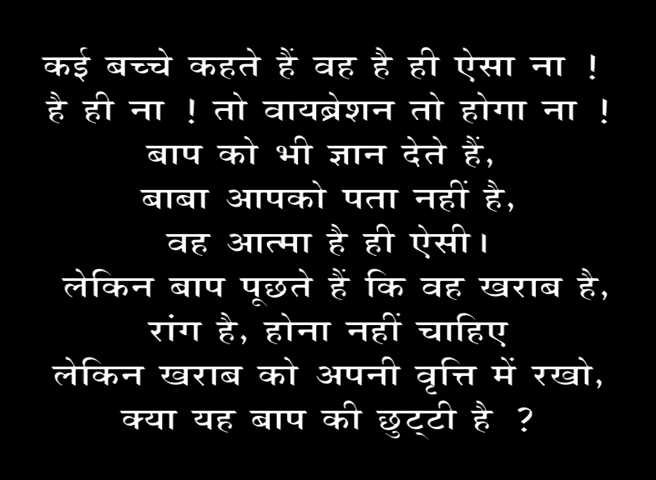 कई बच्चे कहते हैं वह है ही ऐसा ना !
है ही ना ! तो वायब्रेशन तो होगा ना !
बाप को भी ज्ञान देते हैं,
बाबा आपको पता नहीं है,
वह आत्मा है ही ऐसी।
लेकिन बाप पूछते हैं कि वह खराब है,
रांग है, होना नहीं चाहिए
लेकिन खराब को अपनी वृत्ति में रखो,
क्या यह बाप की छुट्टी है ?